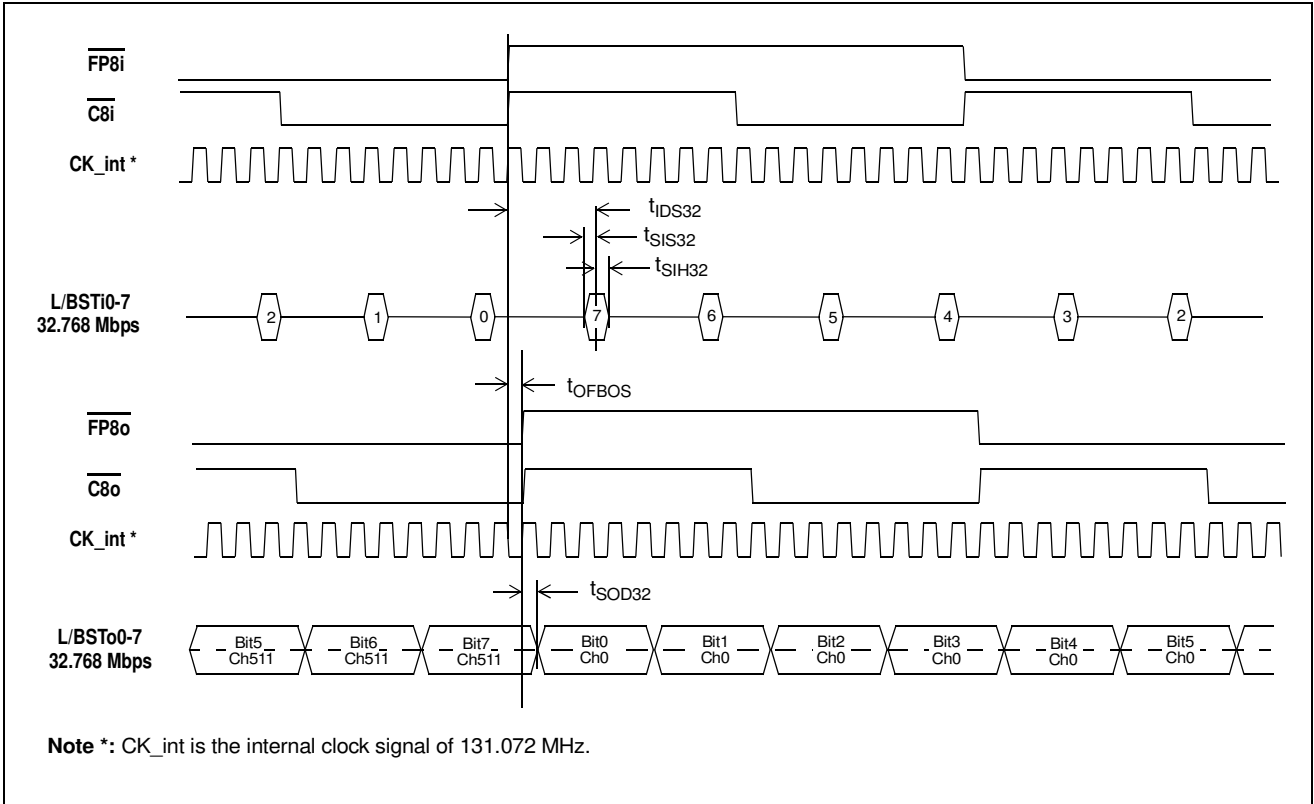 FP8i
C8i
CK_int *
tIDS32
tSIS32
tSIH32
L/BSTi0-7
32.768 Mbps
2 1 0 7 6 5 4 3 2
tOFBOS
FP8o
C8o
CK_int *
tSOD32
L/BSTo0-7
32.768 Mbps
Bit5 Bit6 Bit7 Bit0 Bit1 Bit2 Bit3 Bit4 Bit5
Ch511 Ch511 Ch511 Ch0 Ch0 Ch0 Ch0 Ch0 Ch0
Note *: CK_int is the internal clock signal of 131.072 MHz.